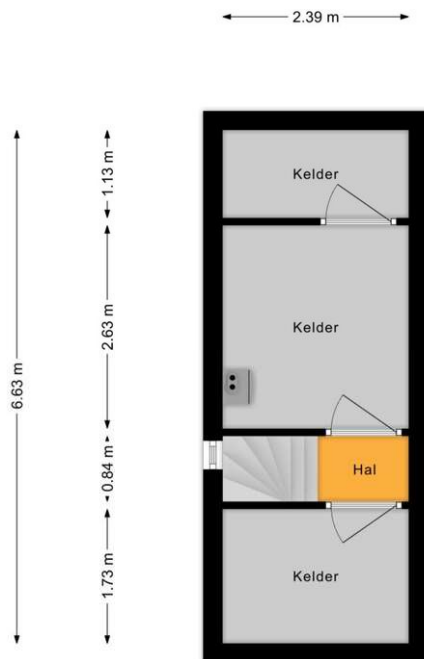 2.39 m
Kelder
1.13 m
Kelder
2.63 m
6.63 m
Hal
0.84 m
Kelder
1.73 m